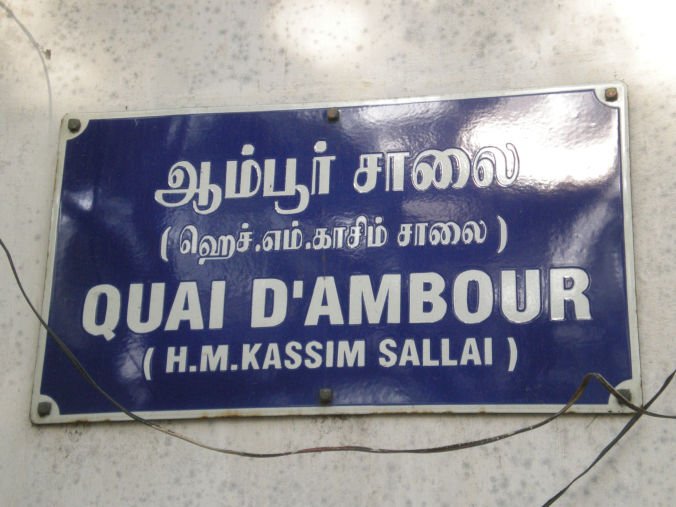 ஆம்பூர் சாலை
( ஹெச்.எம்.காசிம் சாலை )
QUAI D'AMBOUR
( H.M.KASSIM SALLAI )